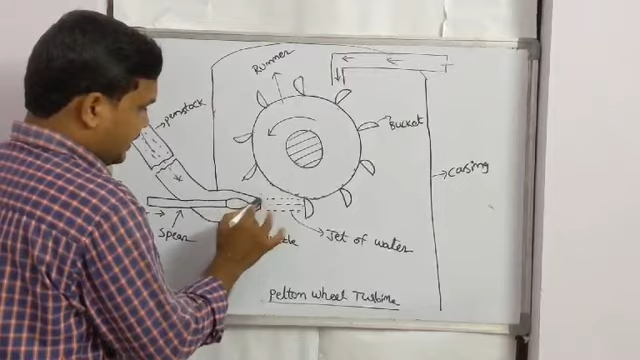 Runner
penstock
Bucket
casing
Spear
Jet of water
Pelton Wheel Turbine